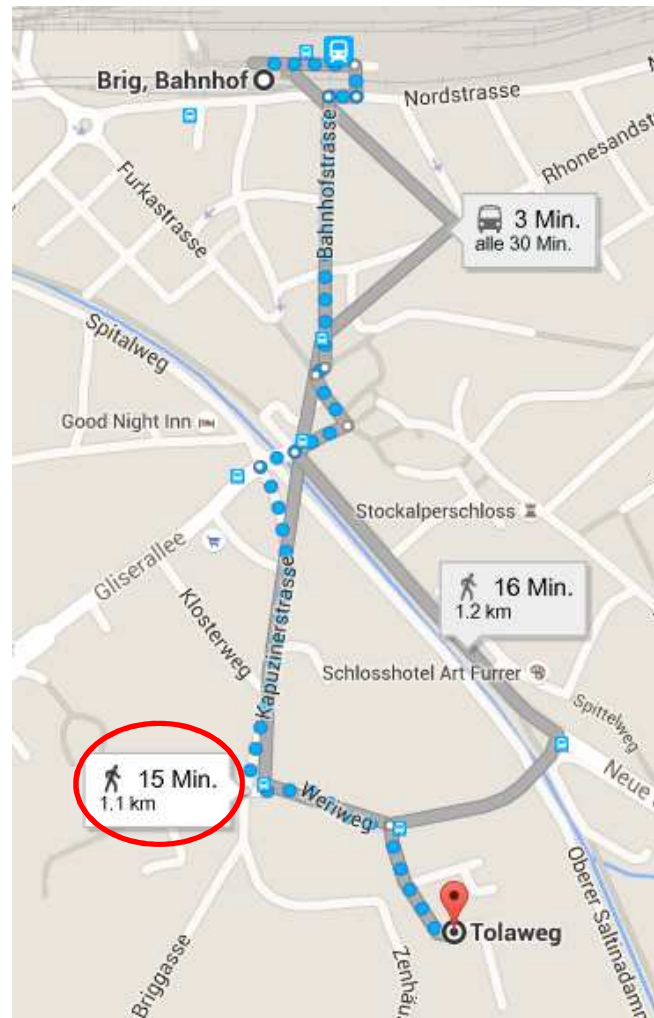 Brig, Bahnhof
Nordstrasse
Bahnhofstrasse
Furkastrasse
3 Min.
alle 30 Min.
Spitalweg
Good Night Inn
Stockalperschloss
Gliserallee
16 Min.
1.2 km
Klosterweg
Kapuzinerstrasse
Schlosshotel Art Furrer
Spittelweg
15 Min.
1.1 km
Weriweg
Neue
Oberer Saltinadamm
Tolaweg
Briggasse